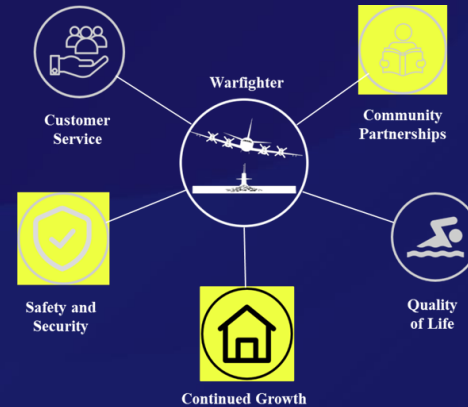 Warfighter
Customer
Service
Community
Partnerships
Safety and
Security
Quality
of Life
Continued Growth